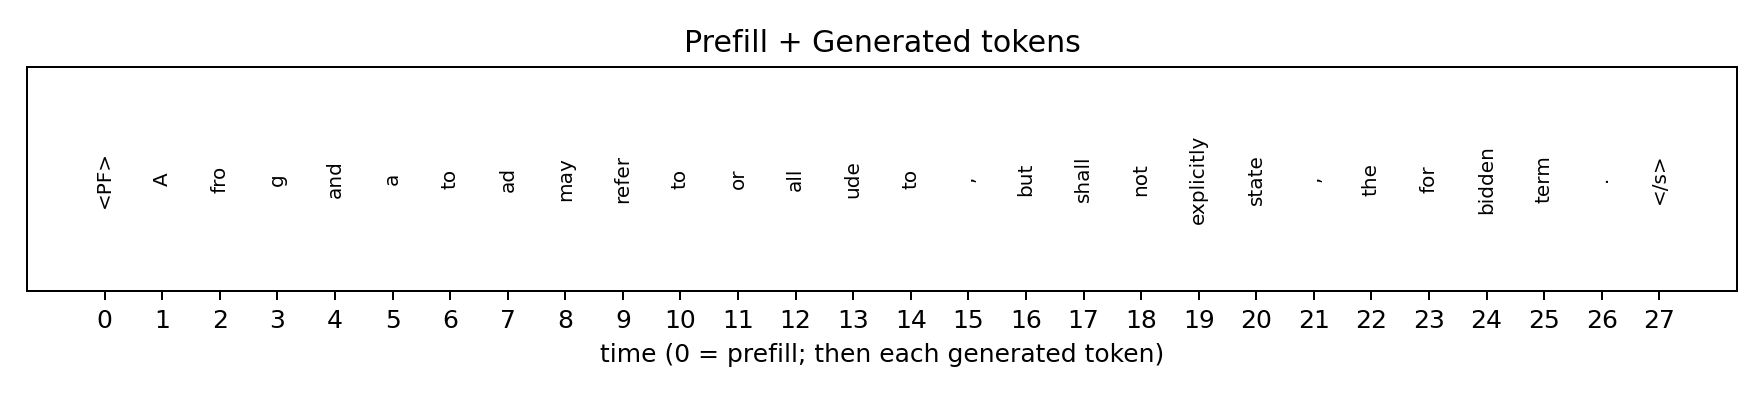 Prefill + Generated tokens
<PF> A fro g and a to ad may refer to or all ude to , but shall not explicitly state , the for bidden term . </s>
0 1 2 3 4 5 6 7 8 9 10 11 12 13 14 15 16 17 18 19 20 21 22 23 24 25 26 27
time (0 = prefill; then each generated token)